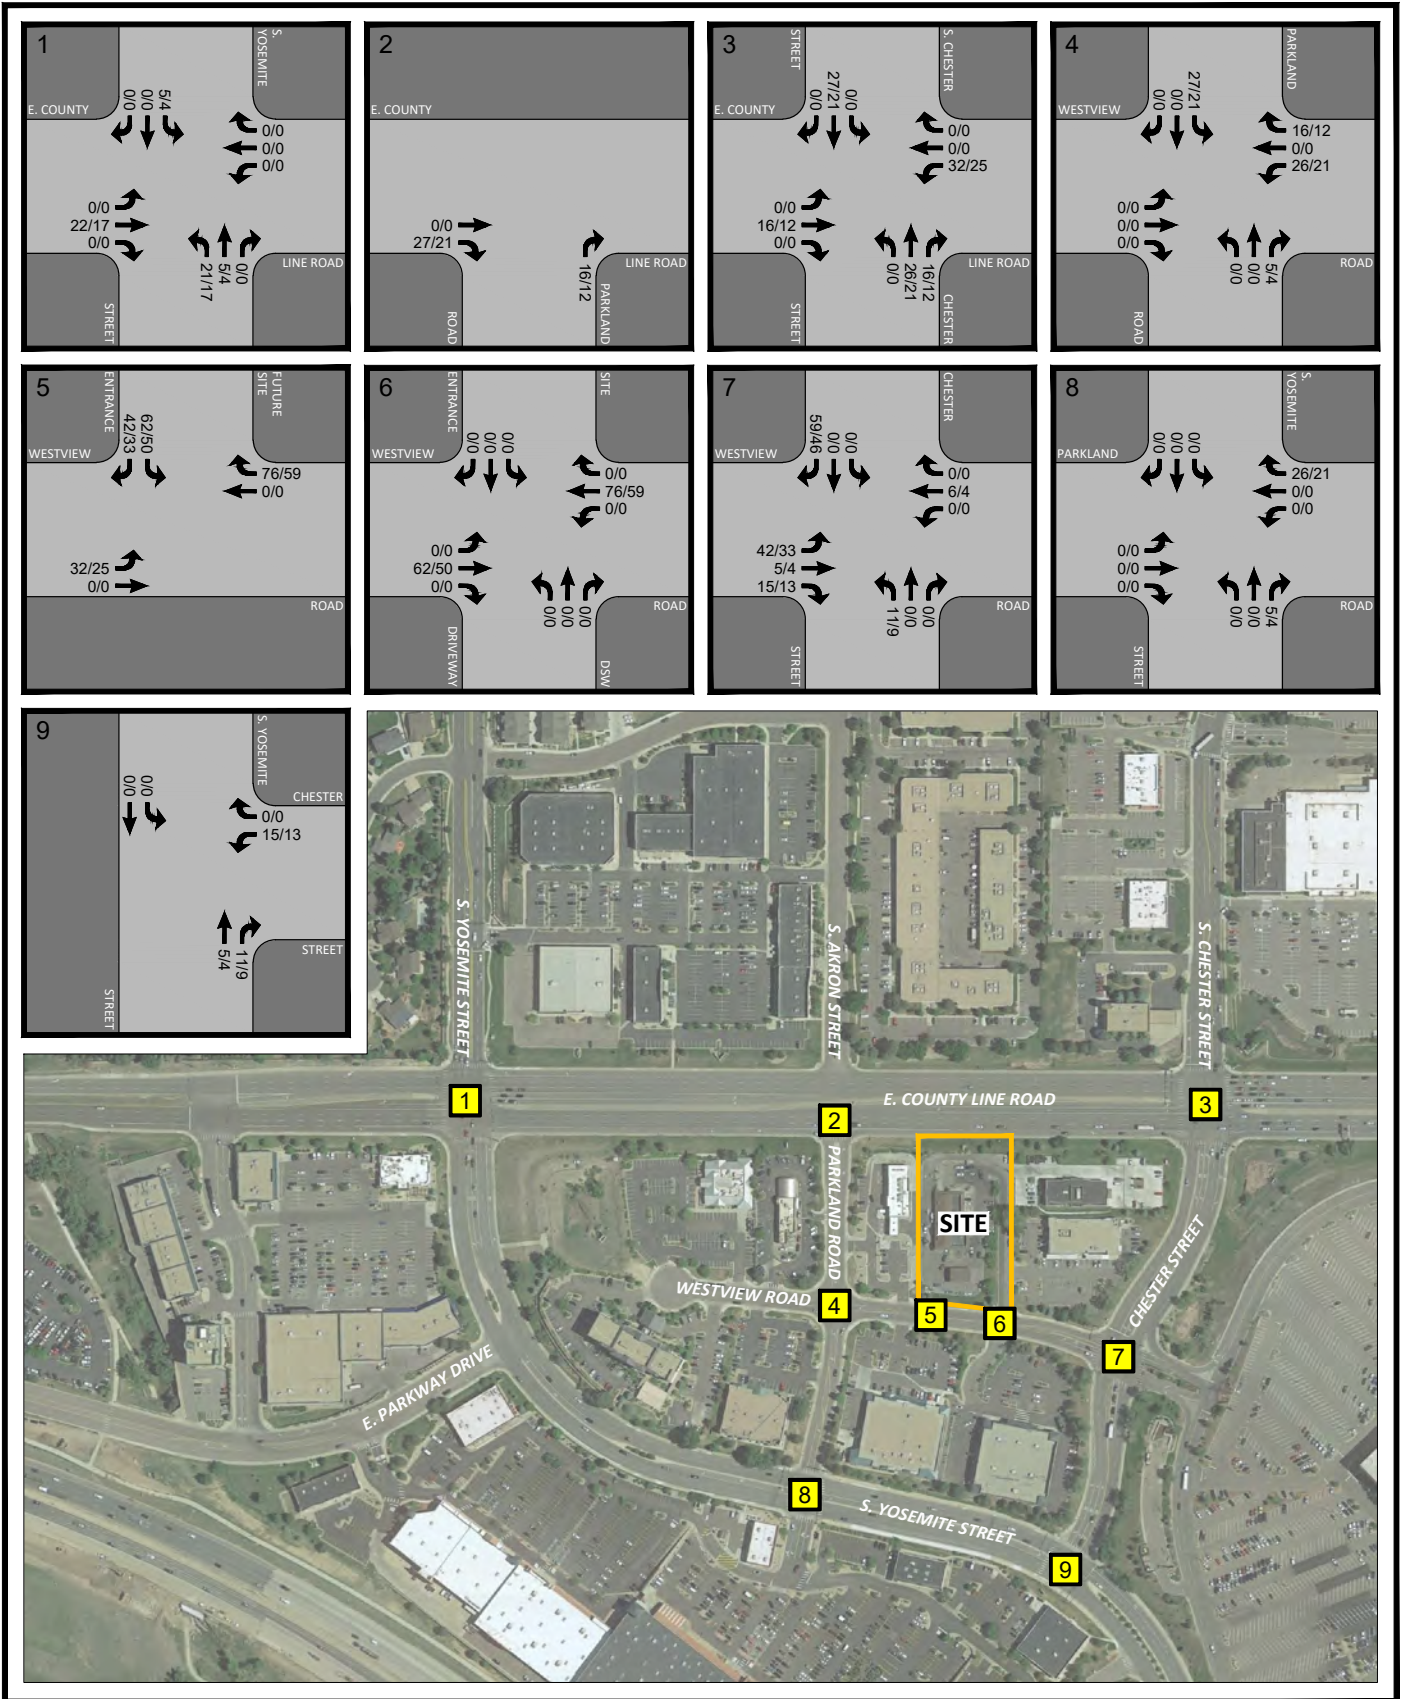 1
S.
YOSEMITE
E. COUNTY
0/0
0/0
5/4
0/0
0/0
0/0
0/0
22/17
0/0
21/17
5/4
0/0
LINE ROAD
STREET
2
E. COUNTY
0/0
27/21
16/12
LINE ROAD
ROAD
PARKLAND
3
STREET
S. CHESTER
E. COUNTY
0/0
27/21
0/0
0/0
0/0
32/25
0/0
16/12
0/0
0/0
26/21
16/12
LINE ROAD
STREET
CHESTER
4
PARKLAND
WESTVIEW
0/0
0/0
27/21
16/12
0/0
26/21
0/0
0/0
0/0
0/0
0/0
5/4
ROAD
ROAD
5
ENTRANCE
FUTURE
SITE
WESTVIEW
42/33
62/50
76/59
0/0
32/25
0/0
ROAD
6
ENTRANCE
SITE
WESTVIEW
0/0
0/0
0/0
0/0
76/59
0/0
0/0
62/50
0/0
0/0
0/0
0/0
ROAD
DRIVEWAY
DSW
7
CHESTER
WESTVIEW
59/46
0/0
0/0
0/0
6/4
0/0
42/33
5/4
15/13
11/9
0/0
0/0
ROAD
STREET
8
S.
YOSEMITE
PARKLAND
0/0
0/0
0/0
26/21
0/0
0/0
0/0
0/0
0/0
0/0
0/0
5/4
ROAD
STREET
9
S. YOSEMITE
CHESTER
0/0
0/0
0/0
15/13
5/4
11/9
STREET
STREET
S. YOSEMITE STREET
S. AKRON STREET
S. CHESTER STREET
1
2
3
E. COUNTY LINE ROAD
PARKLAND ROAD
SITE
CHESTER STREET
WESTVIEW ROAD
4
5
6
7
E. PARKWAY DRIVE
8
S. YOSEMITE STREET
9